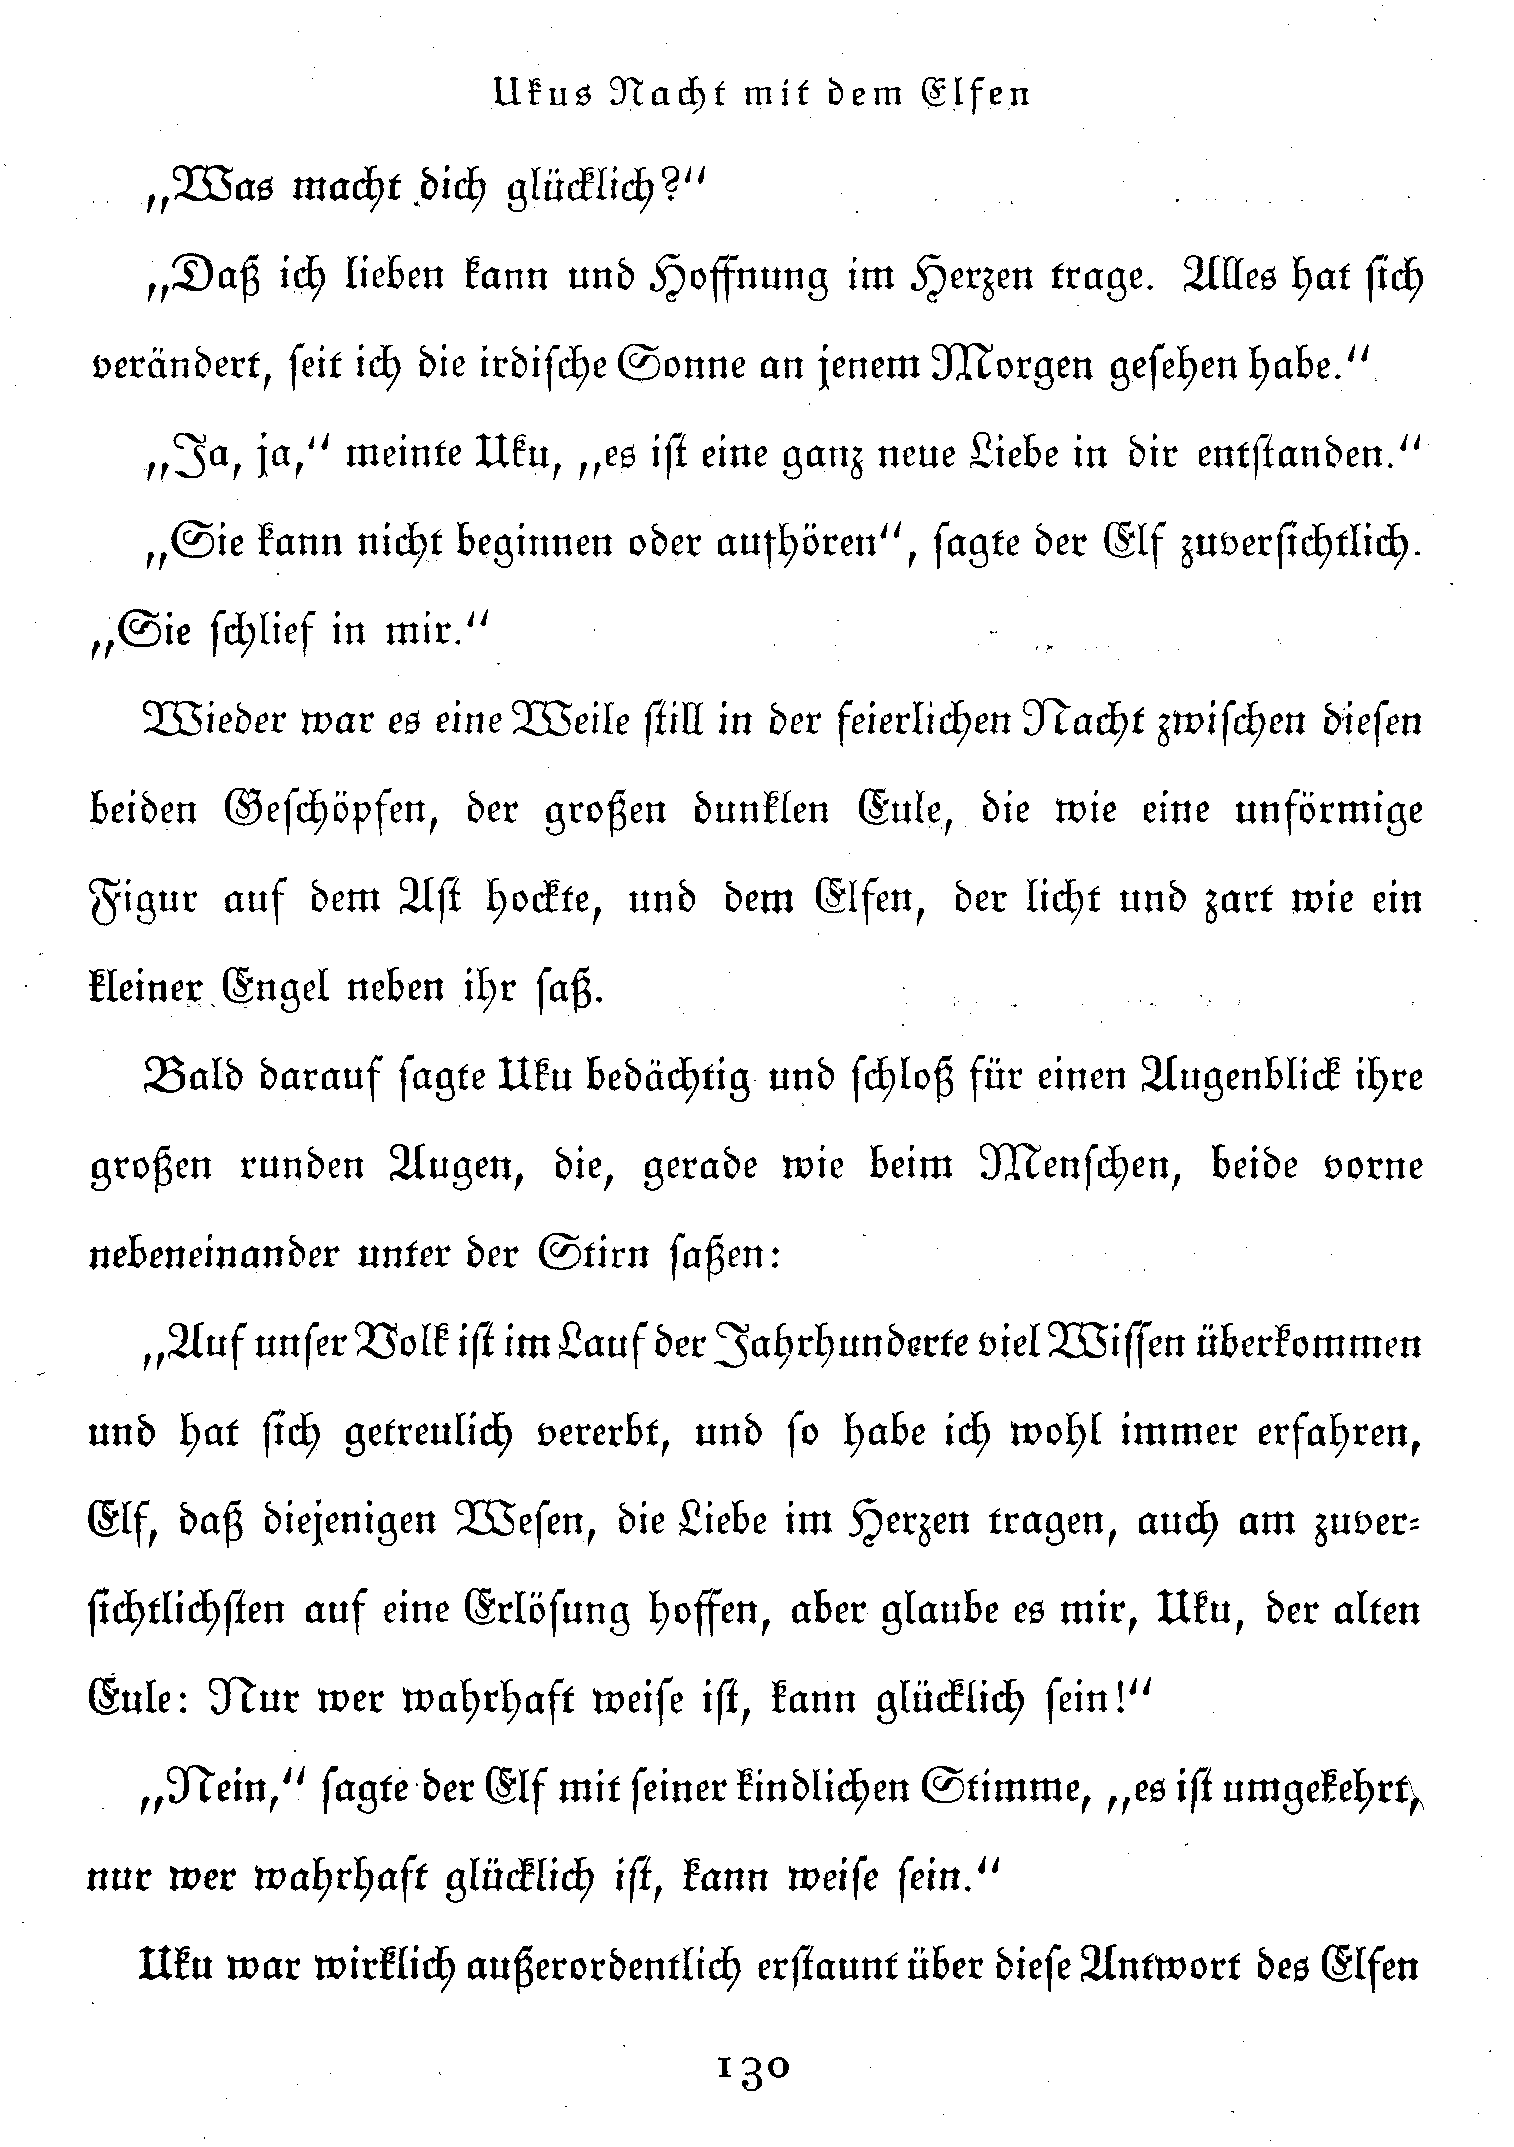 Ukus Nacht mit dem Elfen
„Was macht dich glücklich?“
„Daß ich lieben kann und Hoffnung im Herzen trage. Alles hat sich
verändert, seit ich die irdische Sonne an jenem Morgen gesehen habe.“
„Ja, ja,“ meinte Uku, „es ist eine ganz neue Liebe in dir entstanden.“
„Sie kann nicht beginnen oder aufhören“, sagte der Elf zuversichtlich.
„Sie schlief in mir.“
Wieder war es eine Weile still in der feierlichen Nacht zwischen diesen
beiden Geschöpfen, der großen dunklen Eule, die wie eine unförmige
Figur auf dem Ast hockte, und dem Elfen, der licht und zart wie ein
kleiner Engel neben ihr saß.
Bald darauf sagte Uku bedächtig und schloß für einen Augenblick ihre
großen runden Augen, die, gerade wie beim Menschen, beide vorne
nebeneinander unter der Stirn saßen:
„Auf unser Volk ist im Lauf der Jahrhunderte viel Wissen überkommen
und hat sich getreulich vererbt, und so habe ich wohl immer erfahren,
Elf, daß diejenigen Wesen, die Liebe im Herzen tragen, auch am zuver-
sichtlichsten auf eine Erlösung hoffen, aber glaube es mir, Uku, der alten
Eule: Nur wer wahrhaft weise ist, kann glücklich sein!“
„Nein,“ sagte der Elf mit seiner kindlichen Stimme, „es ist umgekehrt,
nur wer wahrhaft glücklich ist, kann weise sein.“
Uku war wirklich außerordentlich erstaunt über diese Antwort des Elfen
130